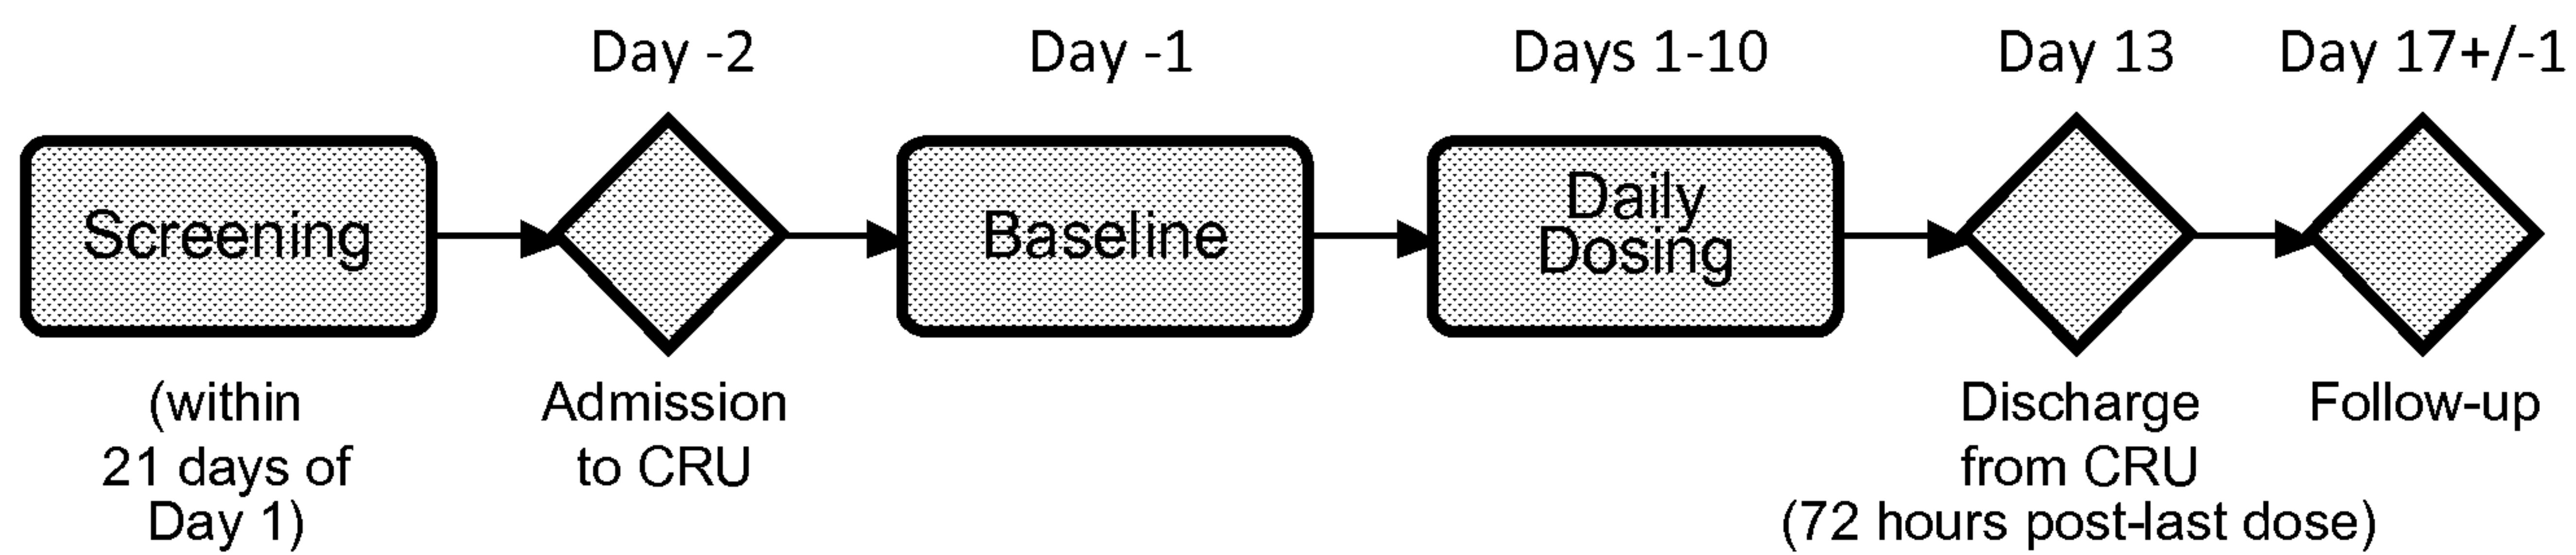 Day -2
Day -1
Days 1-10
Day 13
Day 17+/-1
Screening
Baseline
Daily
Dosing
(within
21 days of
Day 1)
Admission
to CRU
Discharge
from CRU
(72 hours post-last dose)
Follow-up